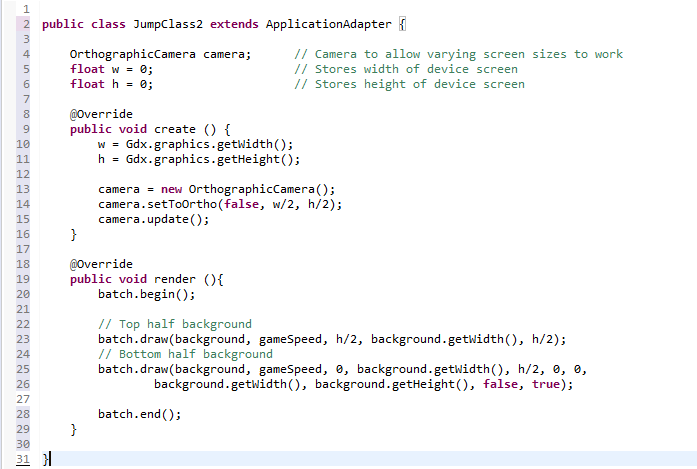 1
2 public class JumpClass2 extends ApplicationAdapter {
3
4     OrthographicCamera camera;      // Camera to allow varying screen sizes to work
5     float w = 0;                    // Stores width of device screen
6     float h = 0;                    // Stores height of device screen
7
8     @Override
9     public void create () {
10         w = Gdx.graphics.getWidth();
11         h = Gdx.graphics.getHeight();
12
13         camera = new OrthographicCamera();
14         camera.setToOrtho(false, w/2, h/2);
15         camera.update();
16     }
17
18     @Override
19     public void render (){
20         batch.begin();
21
22         // Top half background
23         batch.draw(background, gameSpeed, h/2, background.getWidth(), h/2);
24         // Bottom half background
25         batch.draw(background, gameSpeed, 0, background.getWidth(), h/2, 0, 0,
26                 background.getWidth(), background.getHeight(), false, true);
27
28         batch.end();
29     }
30
31 }